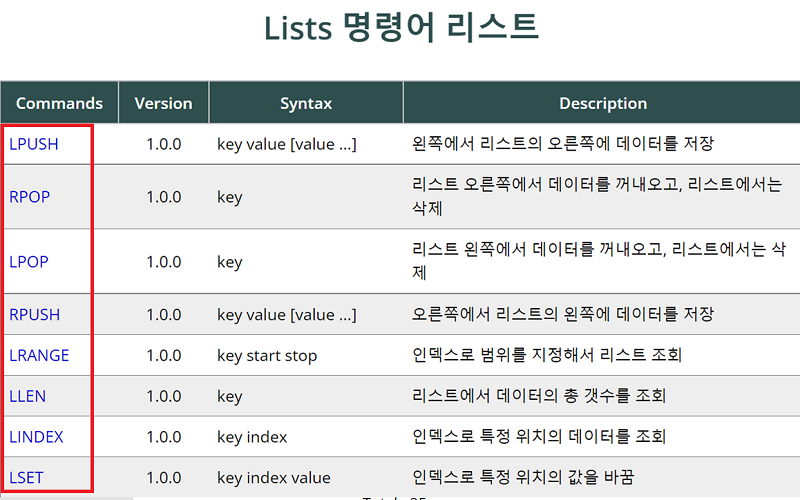 Lists 명령어 리스트
Commands Version Syntax Description
LPUSH 1.0.0 key value [value ...] 왼쪽에서 리스트의 오른쪽에 데이터를 저장
RPOP 1.0.0 key 리스트 오른쪽에서 데이터를 꺼내오고, 리스트에서는
삭제
LPOP 1.0.0 key 리스트 왼쪽에서 데이터를 꺼내오고, 리스트에서는 삭
제
RPUSH 1.0.0 key value [value ...] 오른쪽에서 리스트의 왼쪽에 데이터를 저장
LRANGE 1.0.0 key start stop 인덱스로 범위를 지정해서 리스트 조회
LLEN 1.0.0 key 리스트에서 데이터의 총 갯수를 조회
LINDEX 1.0.0 key index 인덱스로 특정 위치의 데이터를 조회
LSET 1.0.0 key index value 인덱스로 특정 위치의 값을 바꿈